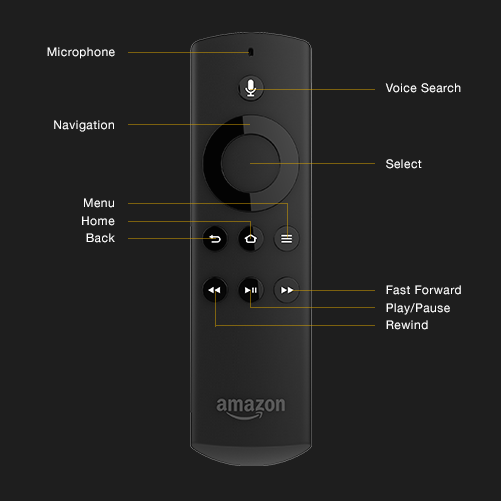 Microphone
Voice Search
Navigation
Select
Menu
Home
Back
Fast Forward
Play/Pause
Rewind
amazon